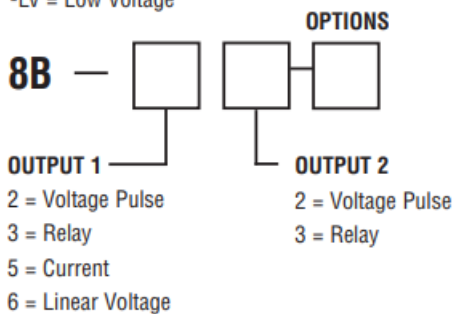 -LV = Low Voltage
OPTIONS
8B —
OUTPUT 1
2 = Voltage Pulse
3 = Relay
5 = Current
6 = Linear Voltage
OUTPUT 2
2 = Voltage Pulse
3 = Relay